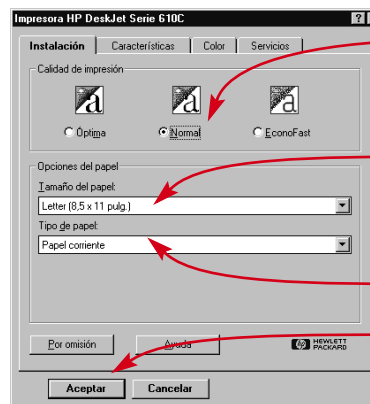 Impresora HP DeskJet Serie 610C
Instalación Características Color Servicios
Calidad de impresión
a a a
Óptima Normal EconoFast
Opciones del papel
Tamaño del papel:
Letter (8,5 x 11 pulg.)
Tipo de papel:
Papel corriente
Por omisión Ayuda hp HEWLETT
PACKARD
Aceptar Cancelar